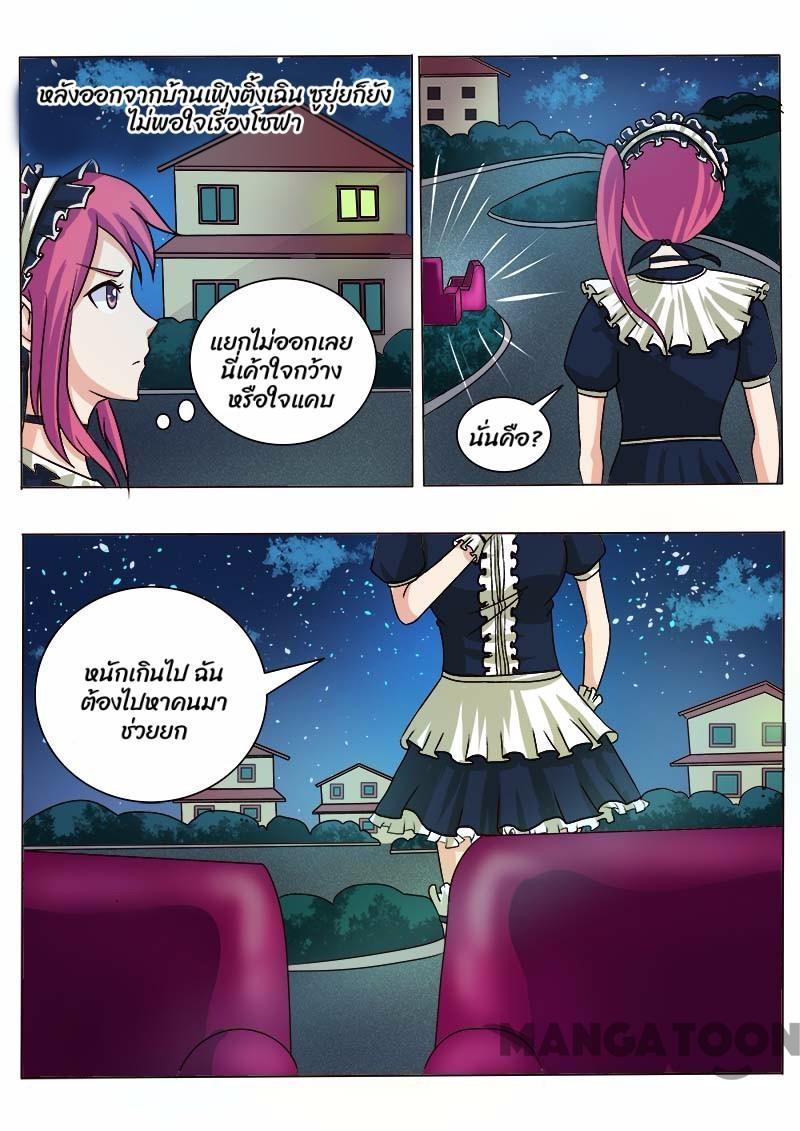 หลังออกจากบ้านเฟิงติ้งเฉิน ซูยุ่ยก็ยัง
ไม่พอใจเรื่องโซฟา
แยกไม่ออกเลย
นี่เค้าใจกว้าง
หรือใจแคบ
นั่นคือ?
หนักเกินไป ฉัน
ต้องไปหาคนมา
ช่วยยก
MANGATOON